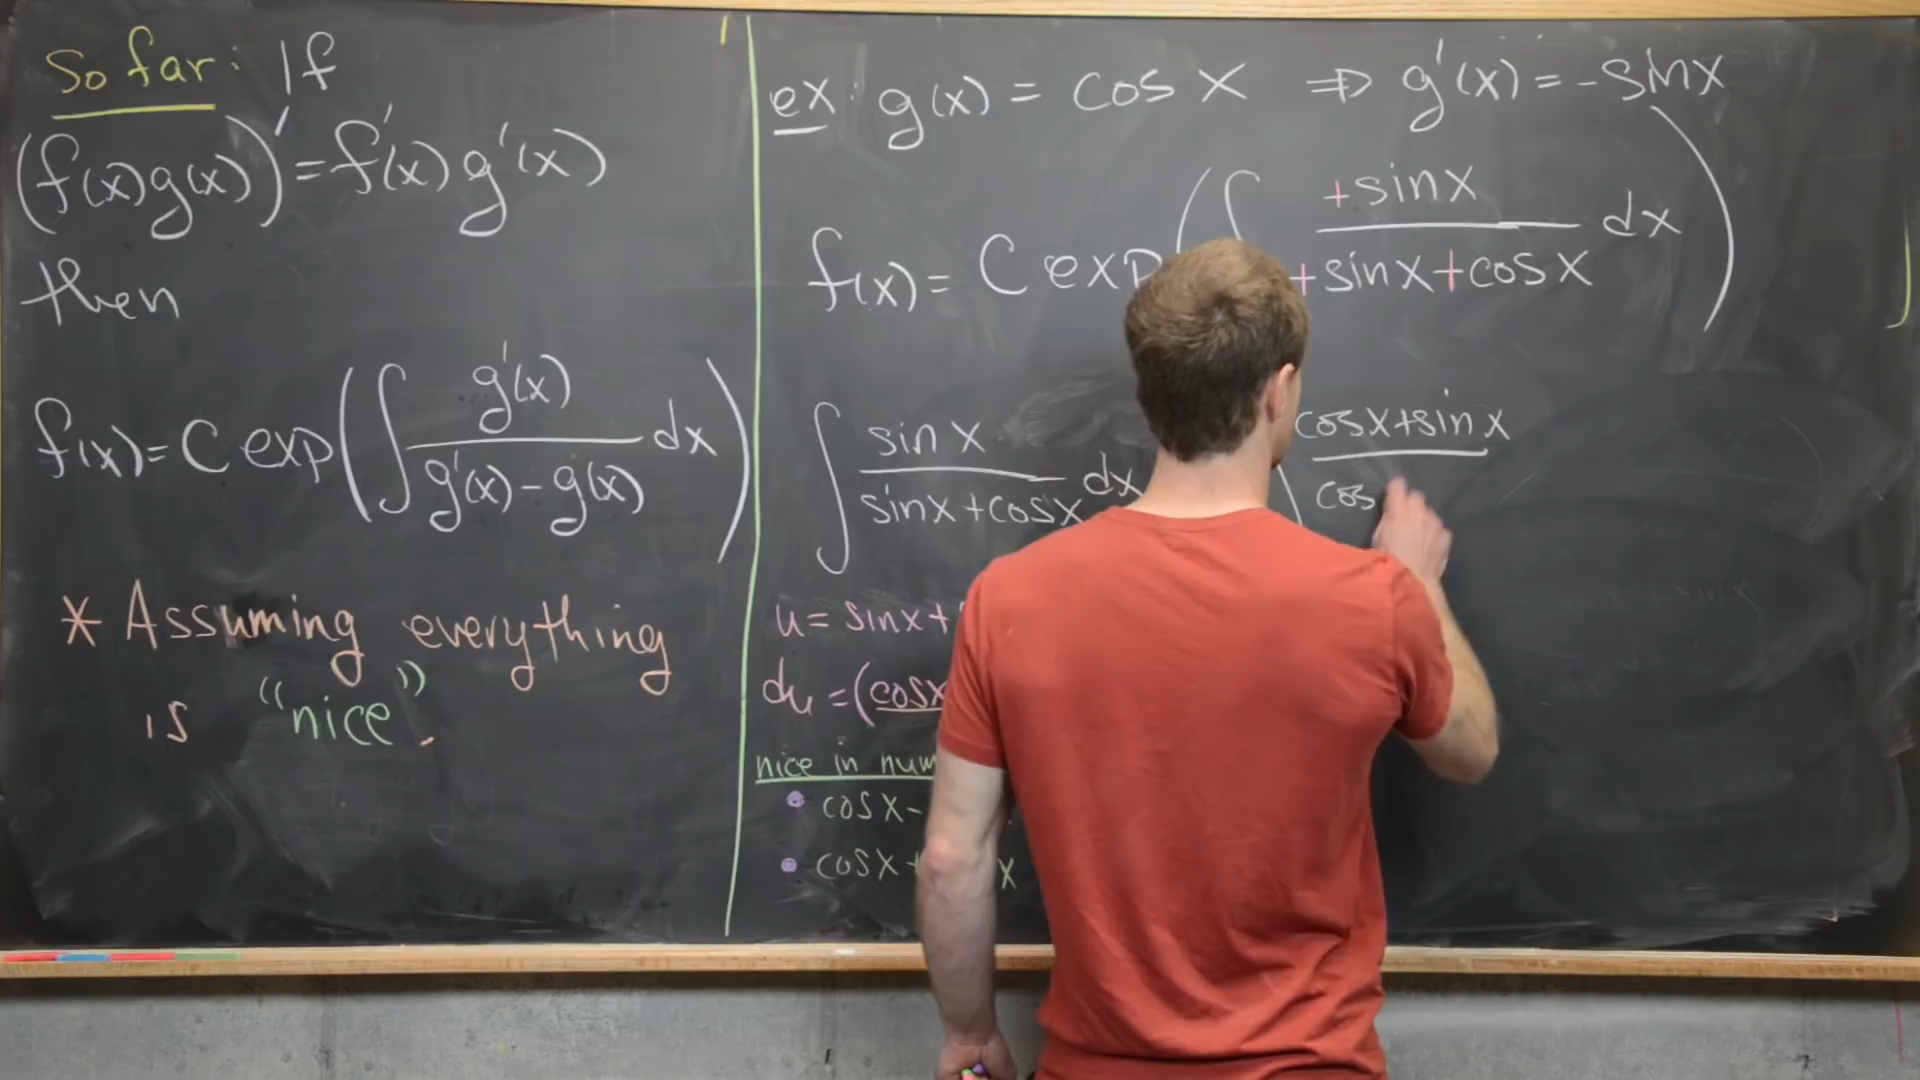 So far: If
(f(x)g(x))' = f'(x)g'(x)
then
f(x) = C exp(∫ g'(x) / g'(x) - g(x) dx)
* Assuming everything
is "nice".
ex: g(x) = cos x ⇒ g'(x) = - sin x
f(x) = C exp(∫ +sin x / +sin x + cos x dx)
∫ sin x / sin x + cos x dx
cos x + sin x / cos
u = sin x +
du = (cos x
nice in num
• cos x -
• cos x + x